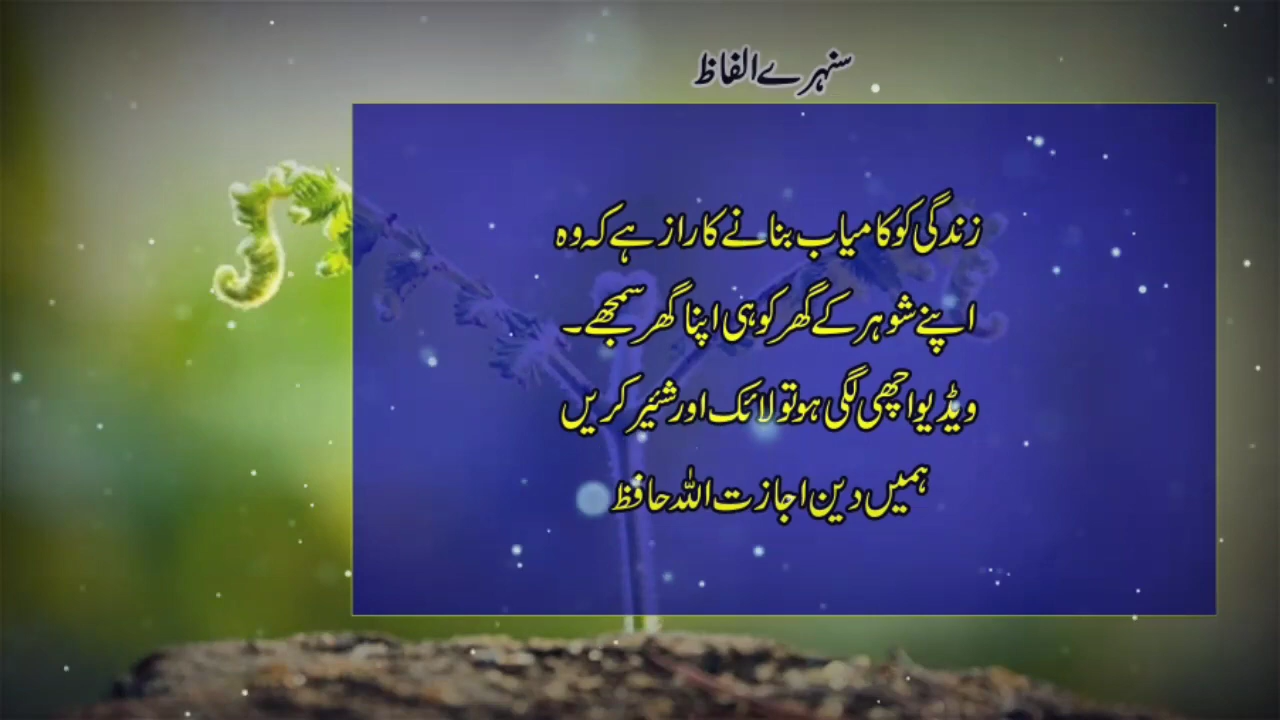 سنہرے الفاظ
زندگی کو کامیاب بنانے کا راز ہے کہ وہ
اپنے شوہر کے گھر کو ہی اپنا گھر سمجھے۔
ویڈیو اچھی لگی ہو تو لائک اور شئیر کریں
ہمیں دین اجازت اللہ حافظ